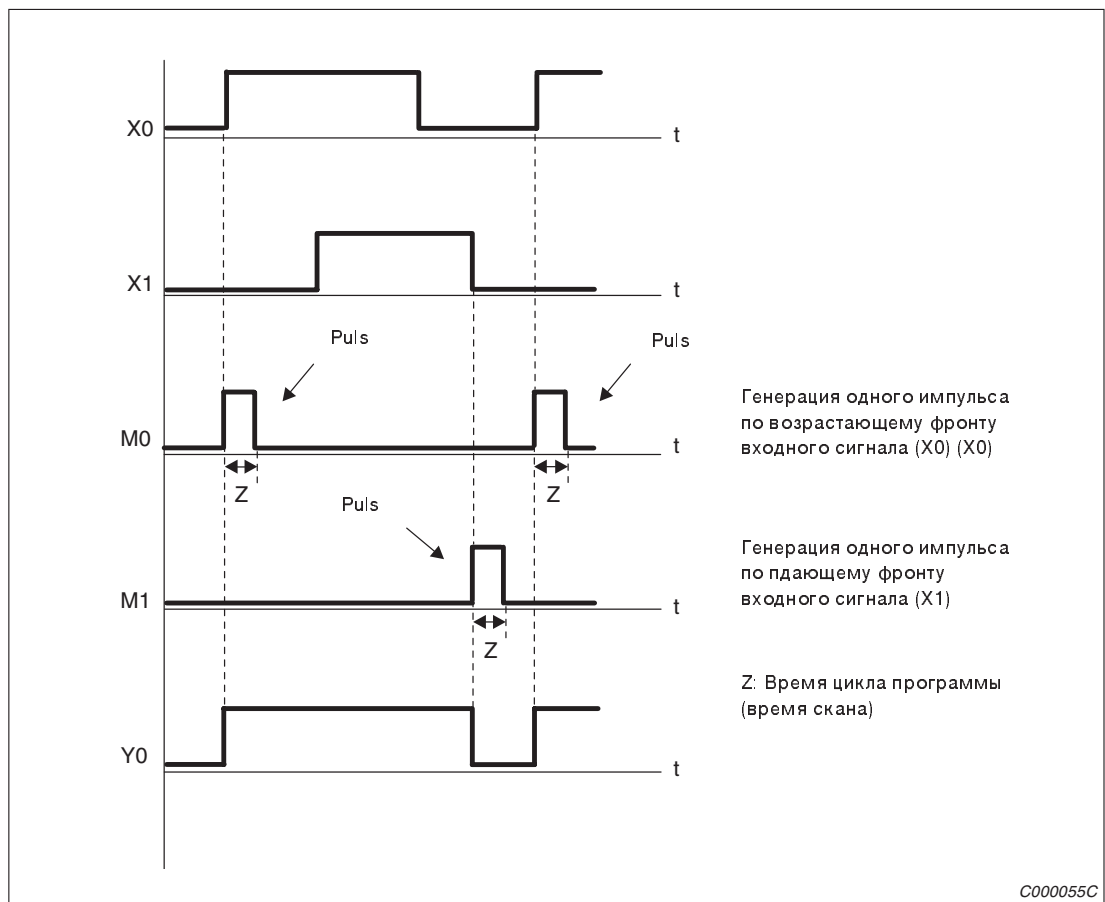 X0
t
X1
t
Puls
Puls
M0
t
Z
Z
Генерация одного импульса
по возрастающему фронту
входного сигнала (X0) (X0)
Puls
M1
t
Z
Генерация одного импульса
по пдающему фронту
входного сигнала (X1)
Z: Время цикла программы
(время скана)
Y0
t
C000055C